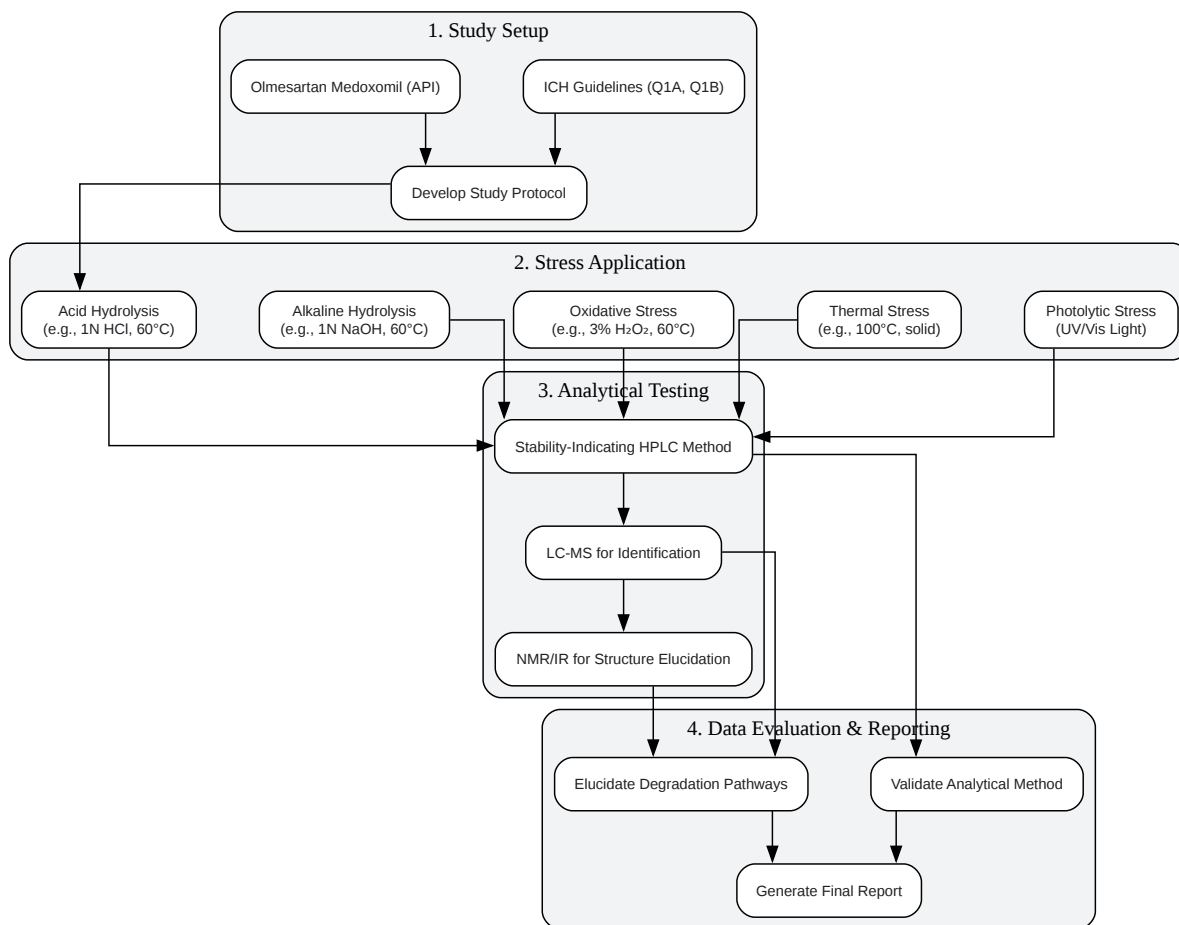 1. Study Setup
Olmesartan Medoxomil (API)
ICH Guidelines (Q1A, Q1B)
Develop Study Protocol
2. Stress Application
Acid Hydrolysis
(e.g., 1N HCl, 60°C)
Alkaline Hydrolysis
(e.g., 1N NaOH, 60°C)
Oxidative Stress
(e.g., 3% H₂O₂, 60°C)
Thermal Stress
(e.g., 100°C, solid)
Photolytic Stress
(UV/Vis Light)
3. Analytical Testing
Stability-Indicating HPLC Method
LC-MS for Identification
NMR/IR for Structure Elucidation
4. Data Evaluation & Reporting
Elucidate Degradation Pathways
Validate Analytical Method
Generate Final Report